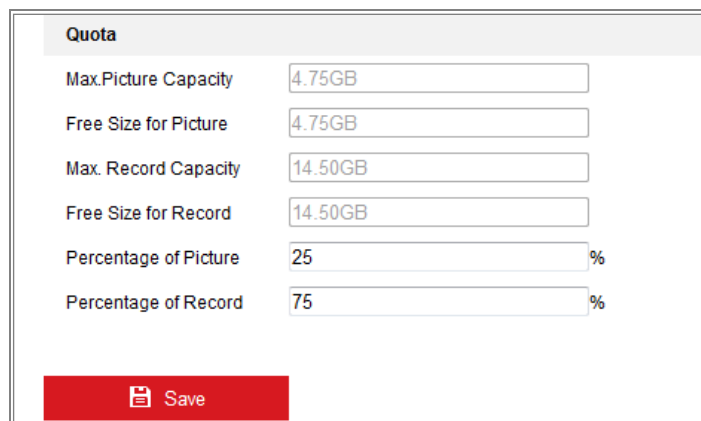 Quota
Max.Picture Capacity 4.75GB
Free Size for Picture 4.75GB
Max. Record Capacity 14.50GB
Free Size for Record 14.50GB
Percentage of Picture 25 %
Percentage of Record 75 %
Save